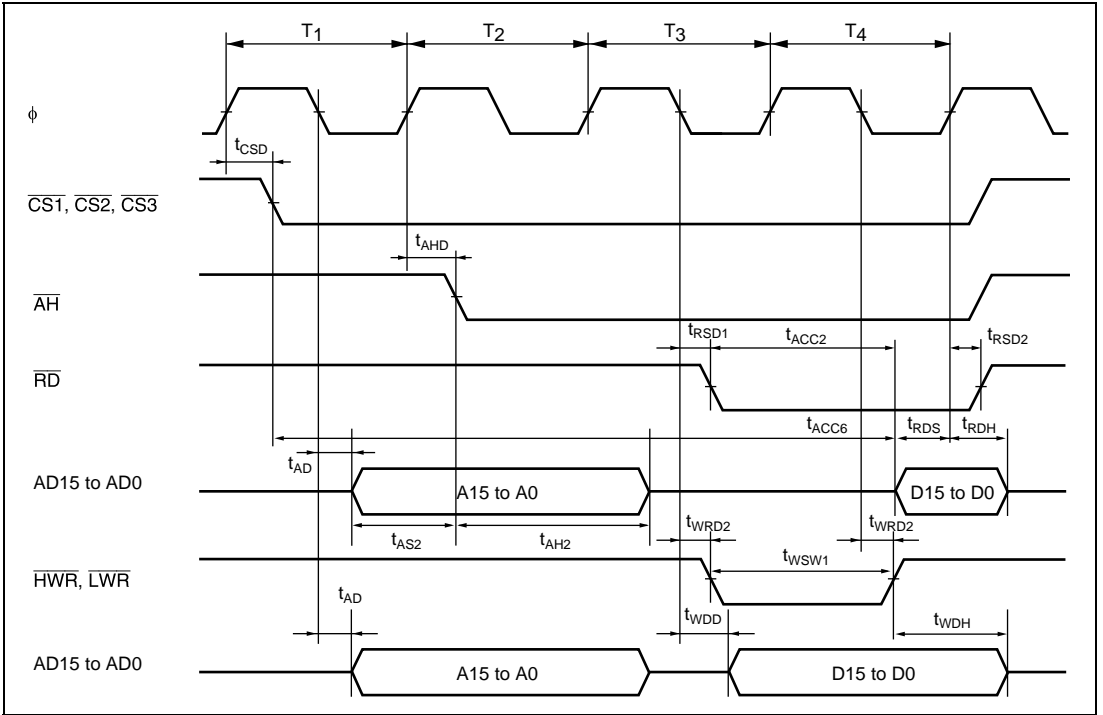 T1 T2 T3 T4
ϕ
tCSD
CS1, CS2, CS3
tAHD
AH
tRSD1 tACC2 tRSD2
RD
tACC6 tRDS tRDH
tAD
AD15 to AD0 A15 to A0 D15 to D0
tAS2 tAH2 tWRD2 tWRD2
HWR, LWR tWSW1
tAD tWDD tWDH
AD15 to AD0 A15 to A0 D15 to D0